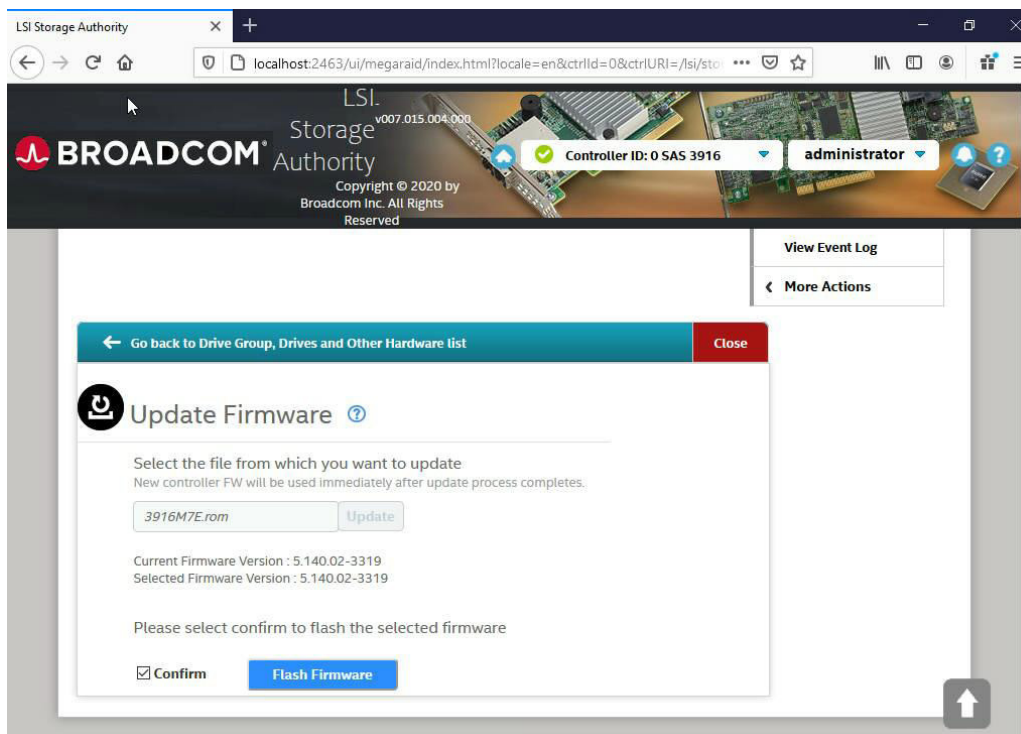 LSI Storage Authority
localhost:2463/ui/megaraid/index.html?locale=en&ctrlId=0&ctrlURI=/lsi/sto
LSI
Storage
v007.015.004.000
Authority
BROADCOM
Controller ID: 0 SAS 3916
administrator
Copyright © 2020 by
Broadcom Inc. All Rights
Reserved
View Event Log
More Actions
Go back to Drive Group, Drives and Other Hardware list
Close
Update Firmware
Select the file from which you want to update
New controller FW will be used immediately after update process completes.
3916M7E.rom
Update
Current Firmware Version : 5.140.02-3319
Selected Firmware Version : 5.140.02-3319
Please select confirm to flash the selected firmware
Confirm
Flash Firmware